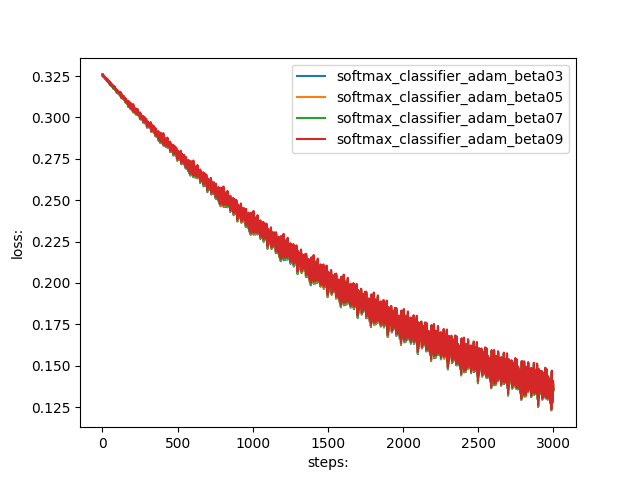 softmax_classifier_adam_beta03
softmax_classifier_adam_beta05
softmax_classifier_adam_beta07
softmax_classifier_adam_beta09
0.325
0.300
0.275
0.250
0.225
0.200
0.175
0.150
0.125
loss:
0 500 1000 1500 2000 2500 3000
steps: